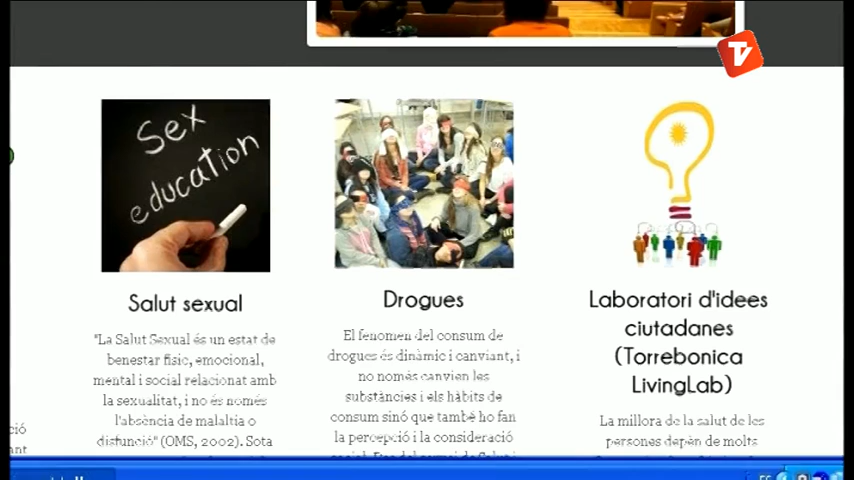 TV
Sex
education
Salut sexual
"La Salut Sexual és un estat de
benestar físic, emocional,
mental i social relacionat amb
la sexualitat, i no és només
l'absència de malaltia o
disfunció" (OMS, 2002). Sota
Drogues
El fenomen del consum de
drogues és dinàmic i canviant, i
no només canvien les
substàncies i els hàbits de
consum sinó que també ho fan
la percepció i la consideració
Laboratori d'idees
ciutadanes
(Torrebonica
LivingLab)
La millora de la salut de les
persones depèn de molts